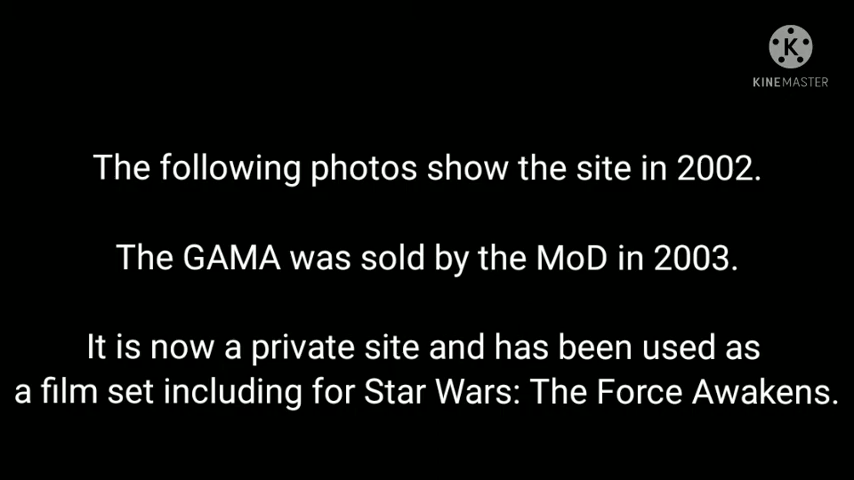 KINEMASTER
The following photos show the site in 2002.
The GAMA was sold by the MoD in 2003.
It is now a private site and has been used as
a film set including for Star Wars: The Force Awakens.